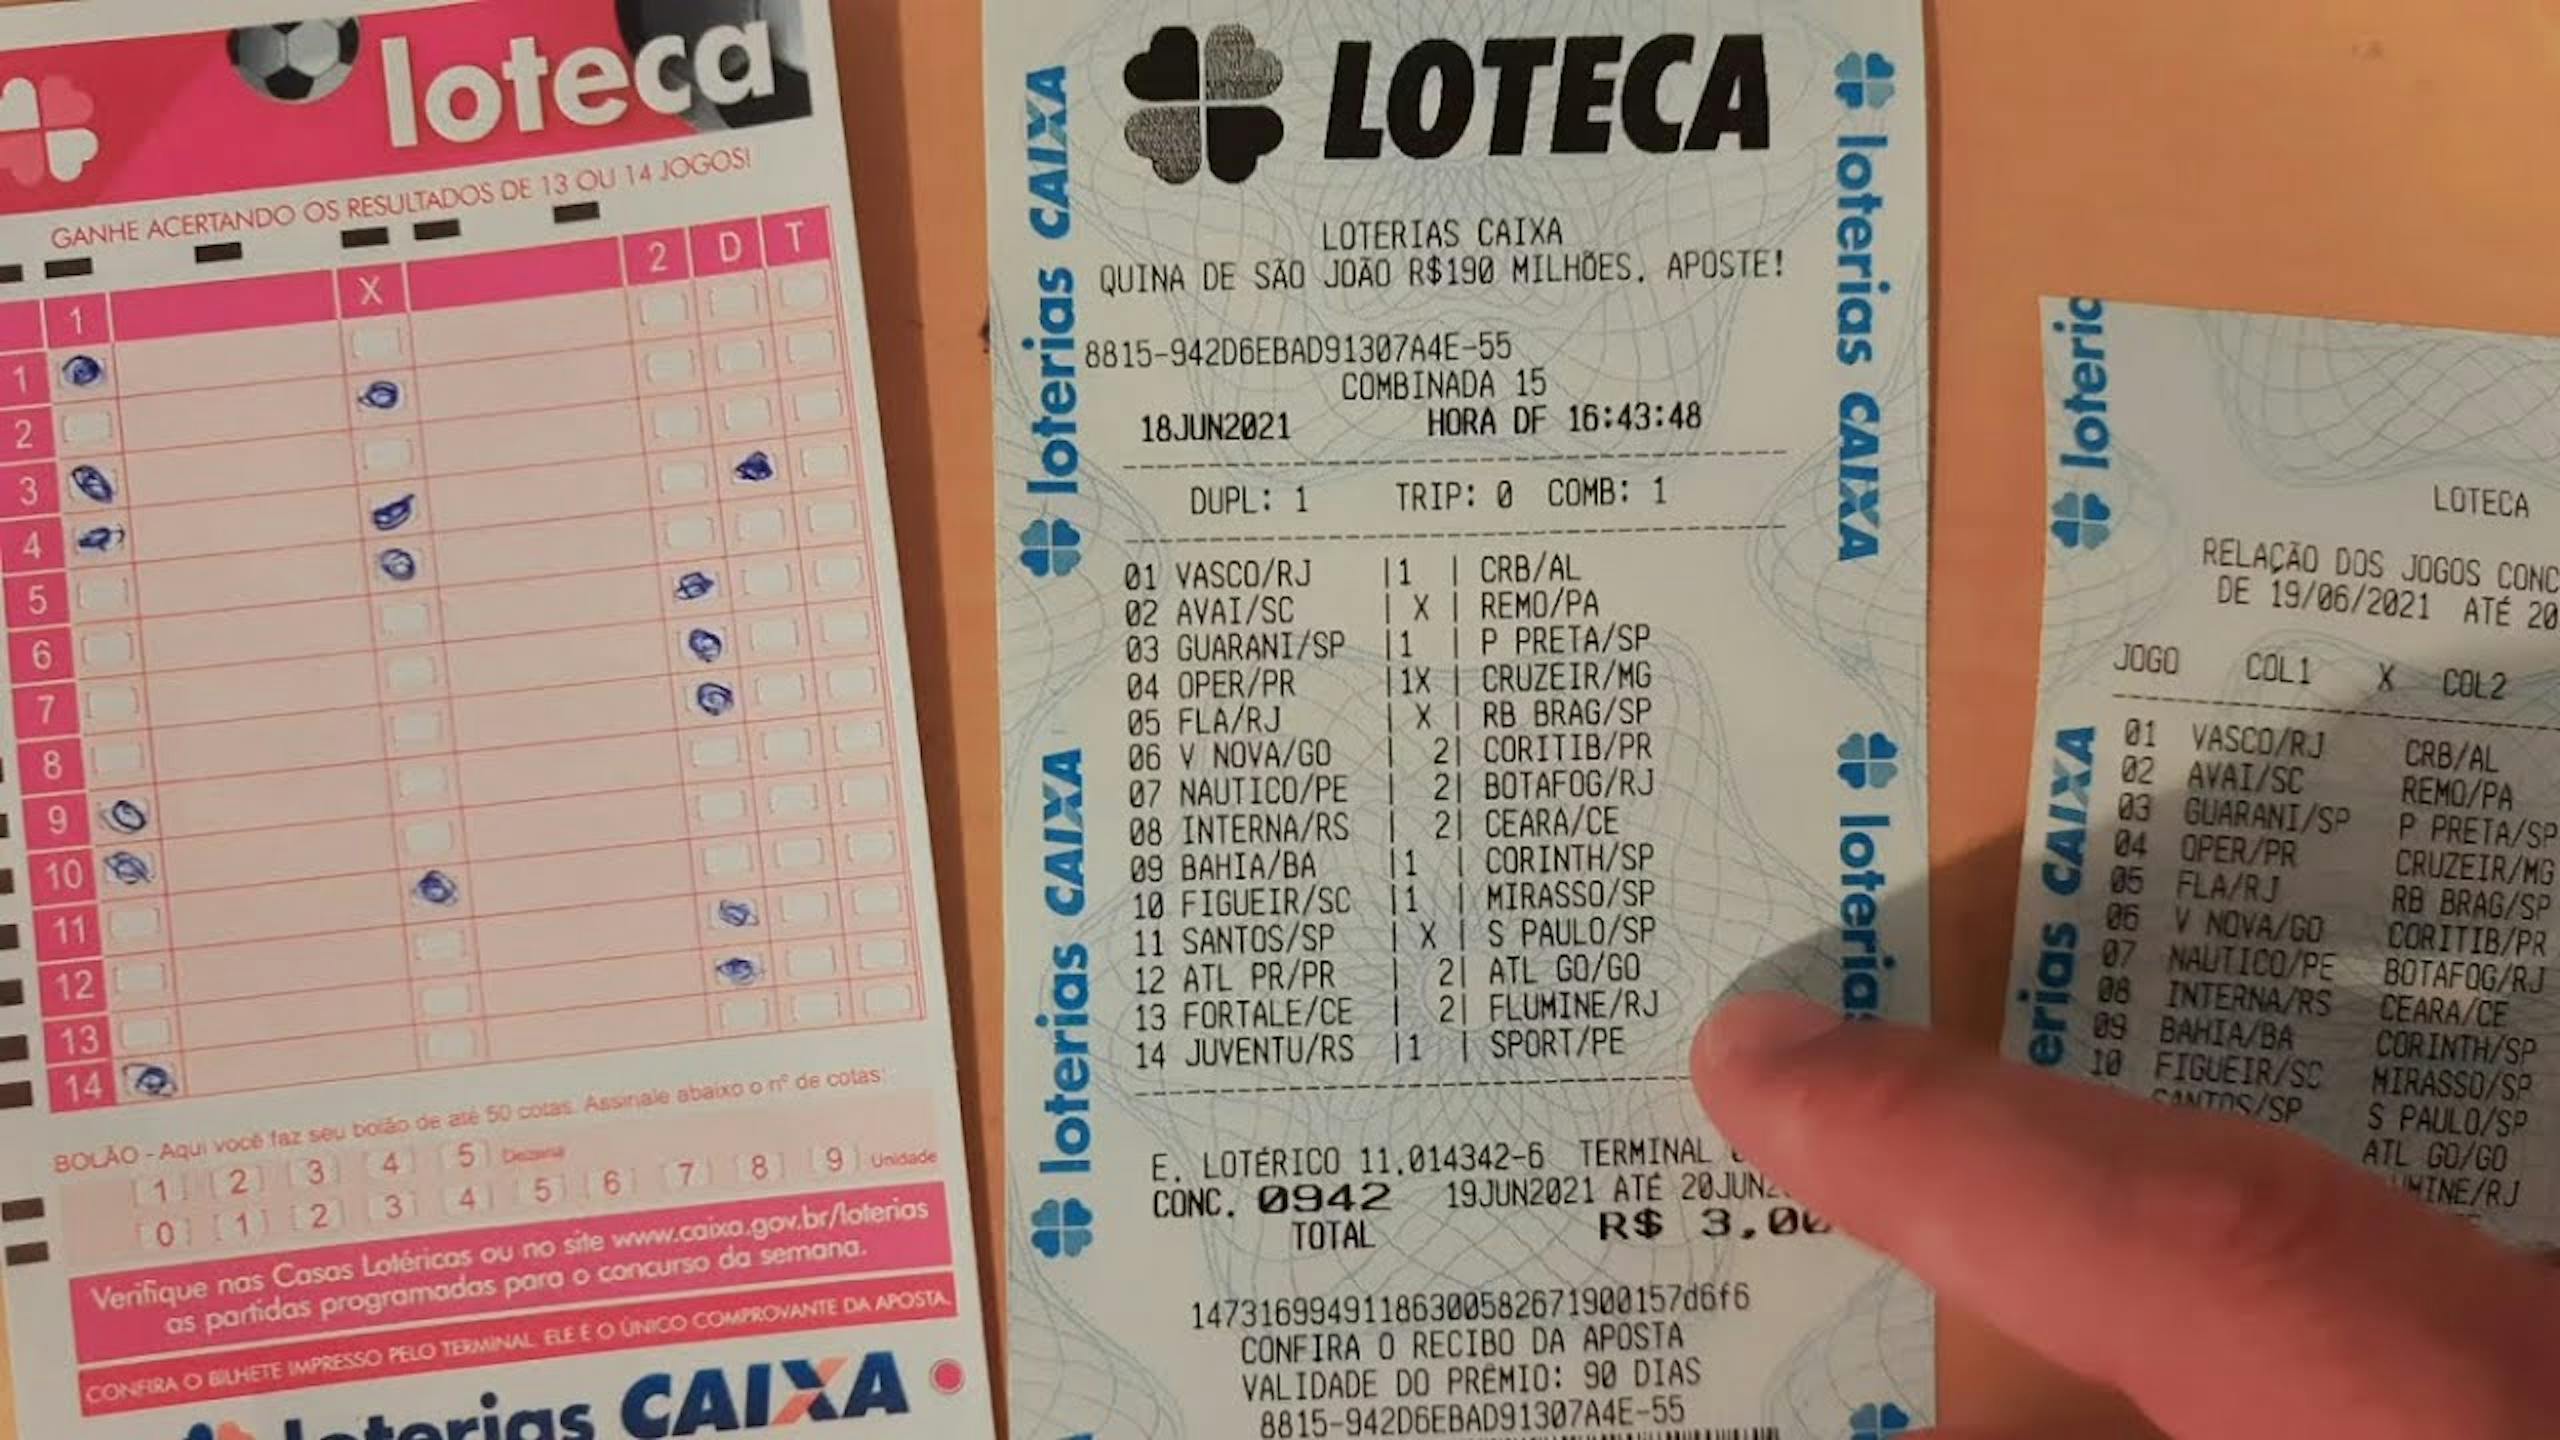 loteca
GANHE ACERTANDO OS RESULTADOS DE 13 OU 14 JOGOS!
1 X 2 D T
1
2
3
4
5
6
7
8
9
10
11
12
13
14
BOLÃO - Aqui você faz seu bolão de até 50 cotas. Assinale abaixo o nº de cotas:
1 2 3 4 5 Dezena
0 1 2 3 4 5 6 7 8 9 Unidade
Verifique nas Casas Lotéricas ou no site www.caixa.gov.br/loterias
as partidas programadas para o concurso da semana.
CONFIRA O BILHETE IMPRESSO PELO TERMINAL. ELE É O ÚNICO COMPROVANTE DA APOSTA.
loterias CAIXA
LOTECA
LOTERIAS CAIXA
QUINA DE SÃO JOÃO R$190 MILHÕES. APOSTE!
8815-942D6EBAD91307A4E-55
COMBINADA 15
18JUN2021 HORA DF 16:43:48
DUPL: 1 TRIP: 0 COMB: 1
01 VASCO/RJ |1 | CRB/AL
02 AVAI/SC | X | REMO/PA
03 GUARANI/SP |1 | P PRETA/SP
04 OPER/PR |1X | CRUZEIR/MG
05 FLA/RJ | X | RB BRAG/SP
06 V NOVA/GO | 2| CORITIB/PR
07 NAUTICO/PE | 2| BOTAFOG/RJ
08 INTERNA/RS | 2| CEARA/CE
09 BAHIA/BA |1 | CORINTH/SP
10 FIGUEIR/SC |1 | MIRASSO/SP
11 SANTOS/SP | X | S PAULO/SP
12 ATL PR/PR | 2| ATL GO/GO
13 FORTALE/CE | 2| FLUMINE/RJ
14 JUVENTU/RS |1 | SPORT/PE
E. LOTÉRICO 11.014342-6 TERMINAL
CONC. 0942 19JUN2021 ATÉ 20JUN2
TOTAL R$ 3,00
147316994911863005826719001 57d6f6
CONFIRA O RECIBO DA APOSTA
VALIDADE DO PRÊMIO: 90 DIAS
8815-942D6EBAD91307A4E-55
loterias CAIXA
loterias CAIXA
loterias CAIXA
loterias
loteric
erias CAIXA
LOTECA
RELAÇÃO DOS JOGOS CONC
DE 19/06/2021 ATÉ 20
JOGO COL1 X COL2
01 VASCO/RJ CRB/AL
02 AVAI/SC REMO/PA
03 GUARANI/SP P PRETA/SP
04 OPER/PR CRUZEIR/MG
05 FLA/RJ RB BRAG/SP
06 V NOVA/GO CORITIB/PR
07 NAUTICO/PE BOTAFOG/RJ
08 INTERNA/RS CEARA/CE
09 BAHIA/BA CORINTH/SP
10 FIGUEIR/SC MIRASSO/SP
SANTOS/SP S PAULO/SP
ATL GO/GO
UMINE/RJ